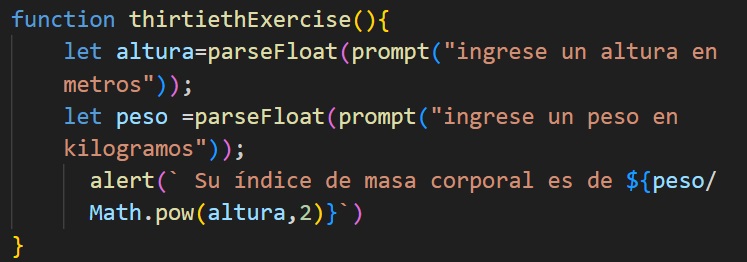 function thirtiethExercise(){
let altura=parseFloat(prompt("ingrese un altura en
metros"));
let peso =parseFloat(prompt("ingrese un peso en
kilogramos"));
alert(` Su índice de masa corporal es de ${peso/
Math.pow(altura,2)}`)
}